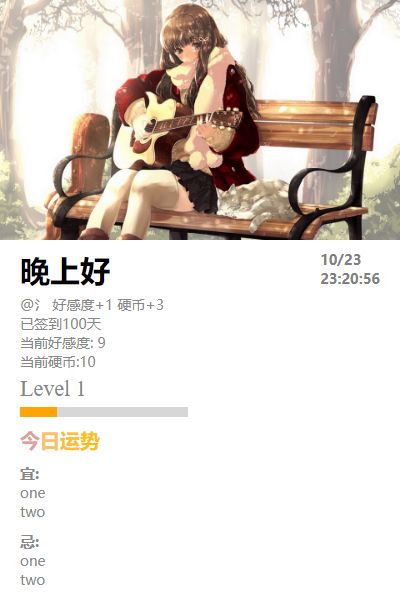 晚上好
10/23
23:20:56
@氵 好感度+1 硬币+3
已签到100天
当前好感度: 9
当前硬币:10
Level 1
今日运势
宜:
one
two
忌:
one
two